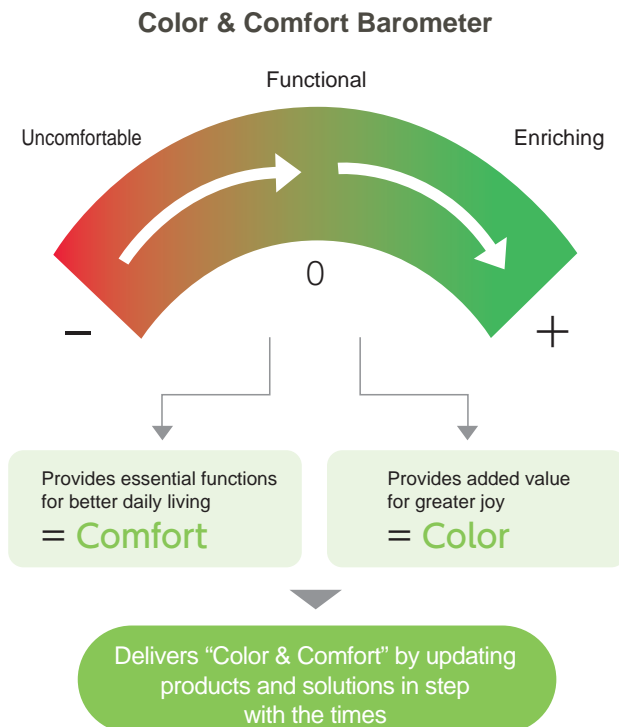 Color & Comfort Barometer
Functional
Uncomfortable
Enriching
0
−
+
Provides essential functions
for better daily living
= Comfort
Provides added value
for greater joy
= Color
Delivers “Color & Comfort” by updating
products and solutions in step
with the times